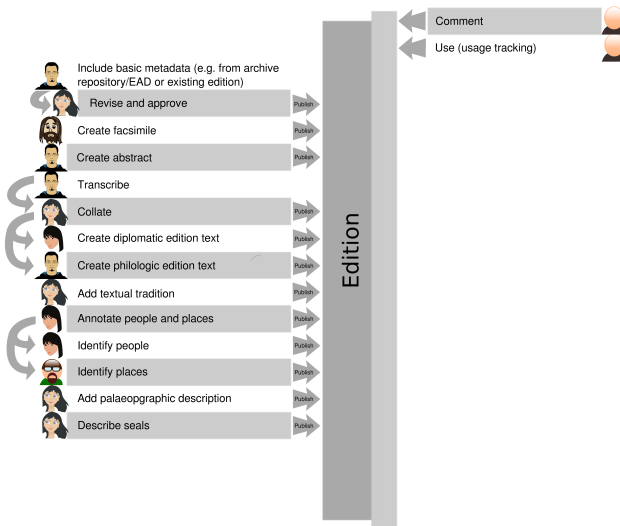 Comment
Use (usage tracking)
Include basic metadata (e.g. from archive
repository/EAD or existing edition)
Revise and approve
Publish
Create facsimile
Publish
Create abstract
Publish
Transcribe
Collate
Publish
Create diplomatic edition text
Publish
Create philologic edition text
Publish
Add textual tradition
Publish
Annotate people and places
Publish
Identify people
Publish
Identify places
Publish
Add palaeopgraphic description
Publish
Describe seals
Publish
Edition